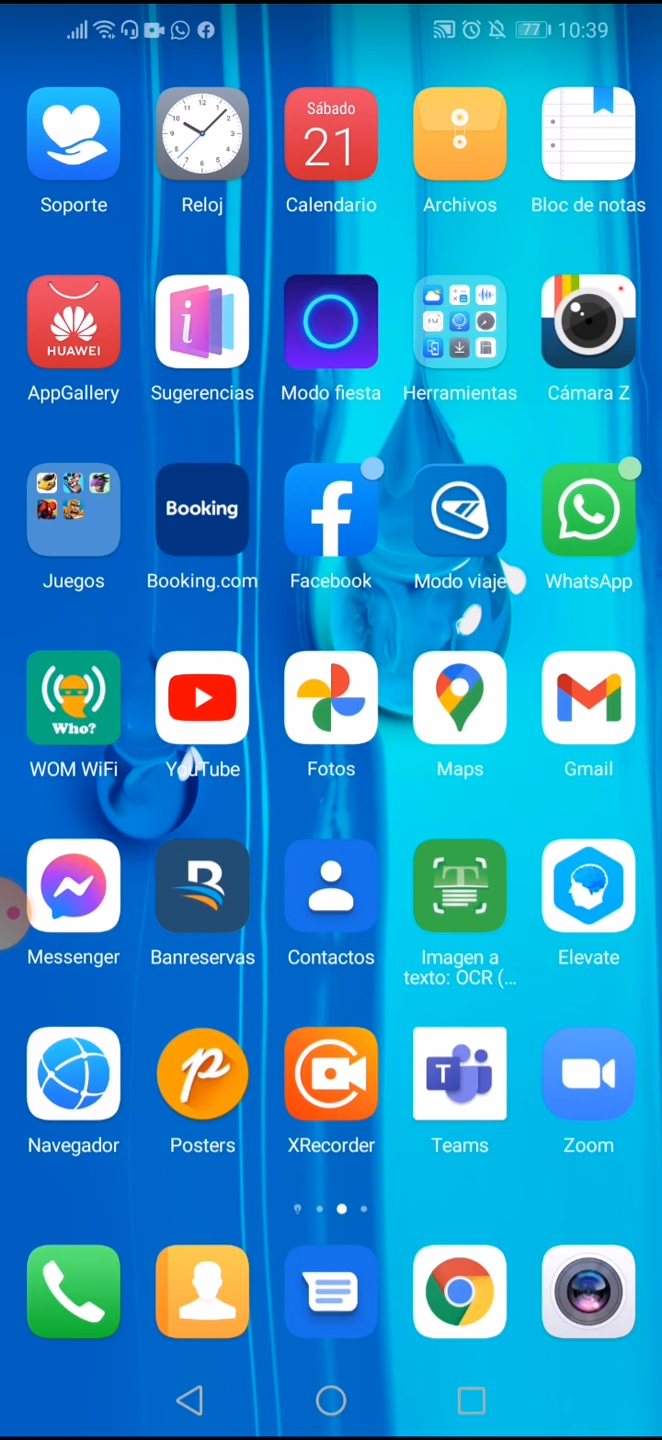 77 10:39
Sábado
21
Soporte Reloj Calendario Archivos Bloc de notas
HUAWEI
AppGallery Sugerencias Modo fiesta Herramientas Cámara Z
Booking
Juegos Booking.com Facebook Modo viaje WhatsApp
Who?
WOM WiFi YouTube Fotos Maps Gmail
Messenger Banreservas Contactos Imagen a Elevate
texto: OCR (...
Navegador Posters XRecorder Teams Zoom